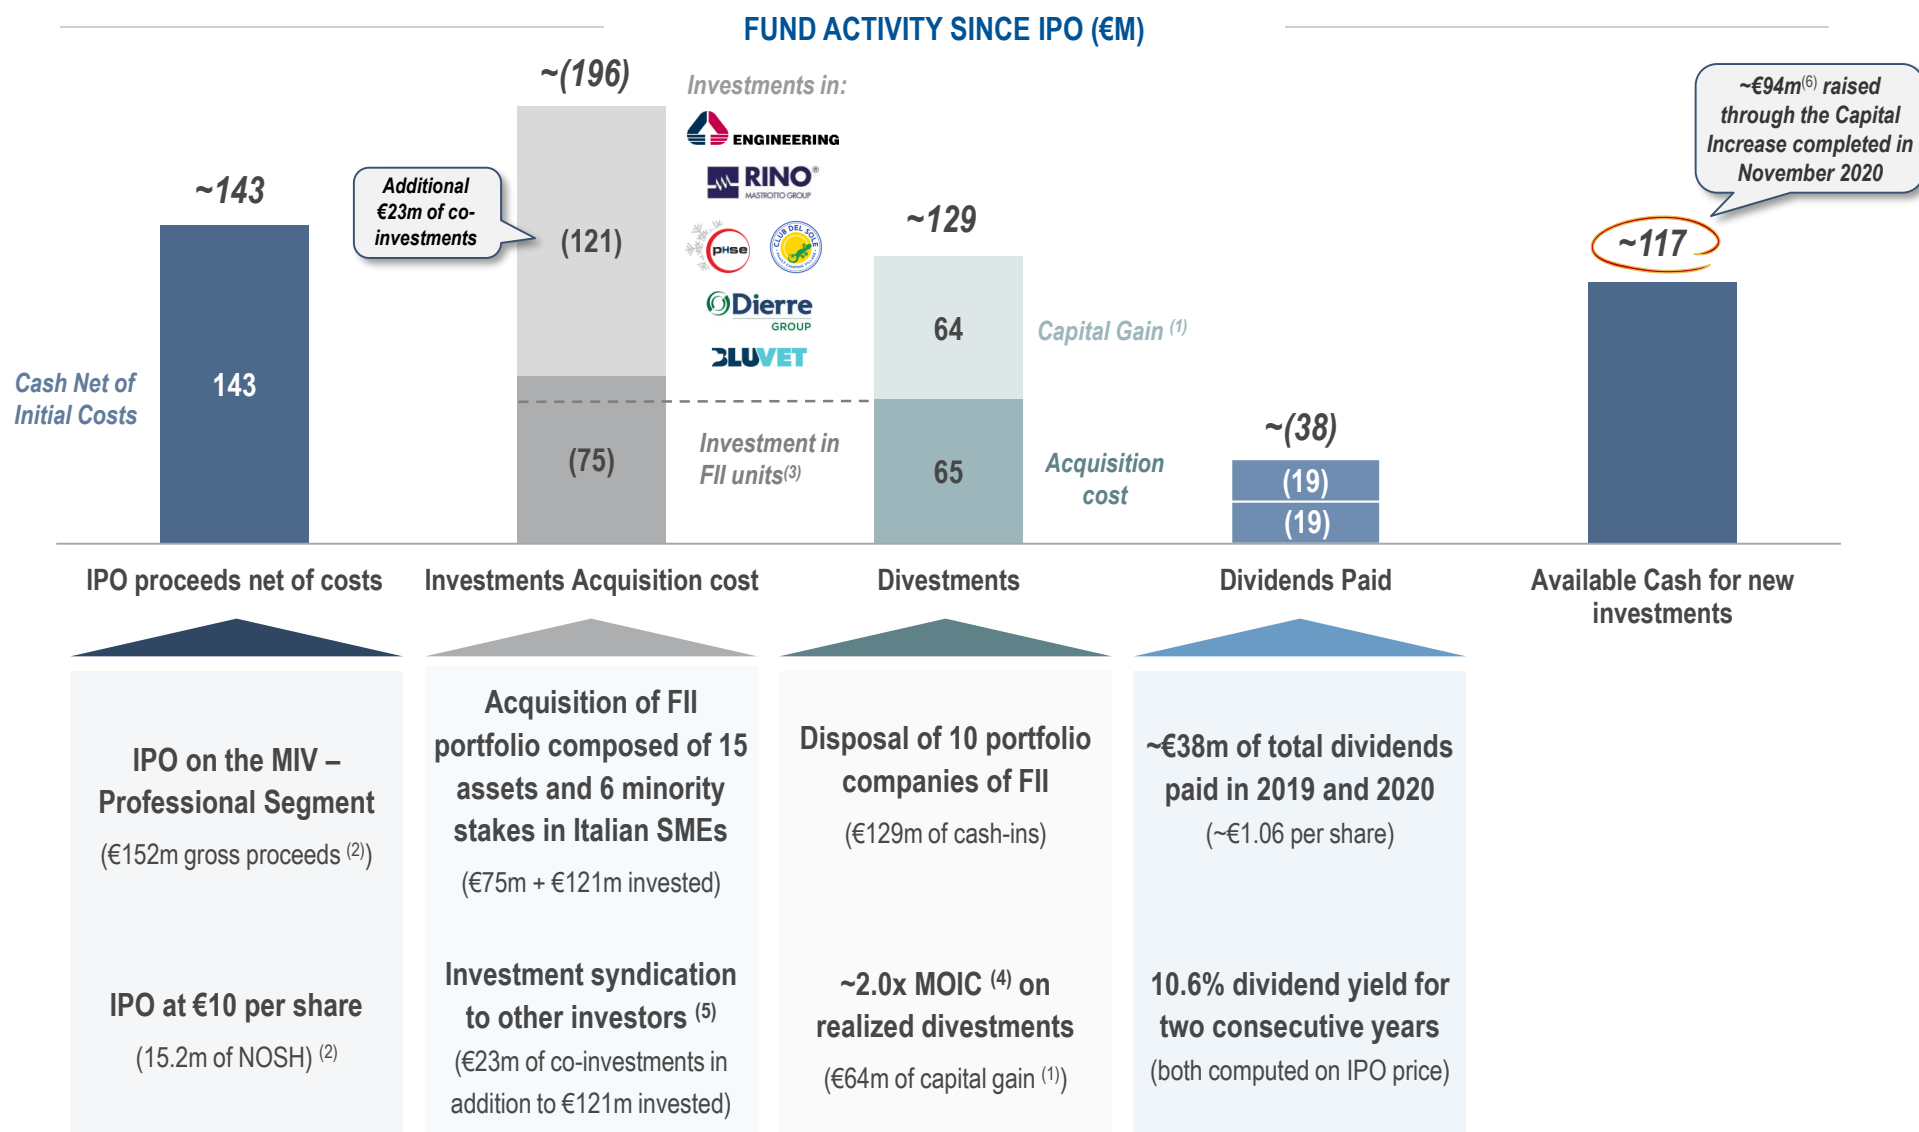 FUND ACTIVITY SINCE IPO (€M)
~143
143
Cash Net of
Initial Costs
~(196)
(121)
(75)
Additional
€23m of co-
investments
Investments in:
ENGINEERING
RINO®
MASTROTTO GROUP
PHSE
CLUB DEL SOLE
Dierre
GROUP
BLUVET
Investment in
FII units(3)
~129
64
65
Capital Gain (1)
Acquisition
cost
~(38)
(19)
(19)
~€94m(6) raised
through the Capital
Increase completed in
November 2020
~117
IPO proceeds net of costs
Investments Acquisition cost
Divestments
Dividends Paid
Available Cash for new
investments
IPO on the MIV –
Professional Segment
(€152m gross proceeds (2))
IPO at €10 per share
(15.2m of NOSH) (2)
Acquisition of FII
portfolio composed of 15
assets and 6 minority
stakes in Italian SMEs
(€75m + €121m invested)
Investment syndication
to other investors (5)
(€23m of co-investments in
addition to €121m invested)
Disposal of 10 portfolio
companies of FII
(€129m of cash-ins)
~2.0x MOIC (4) on
realized divestments
(€64m of capital gain (1))
~€38m of total dividends
paid in 2019 and 2020
(~€1.06 per share)
10.6% dividend yield for
two consecutive years
(both computed on IPO price)